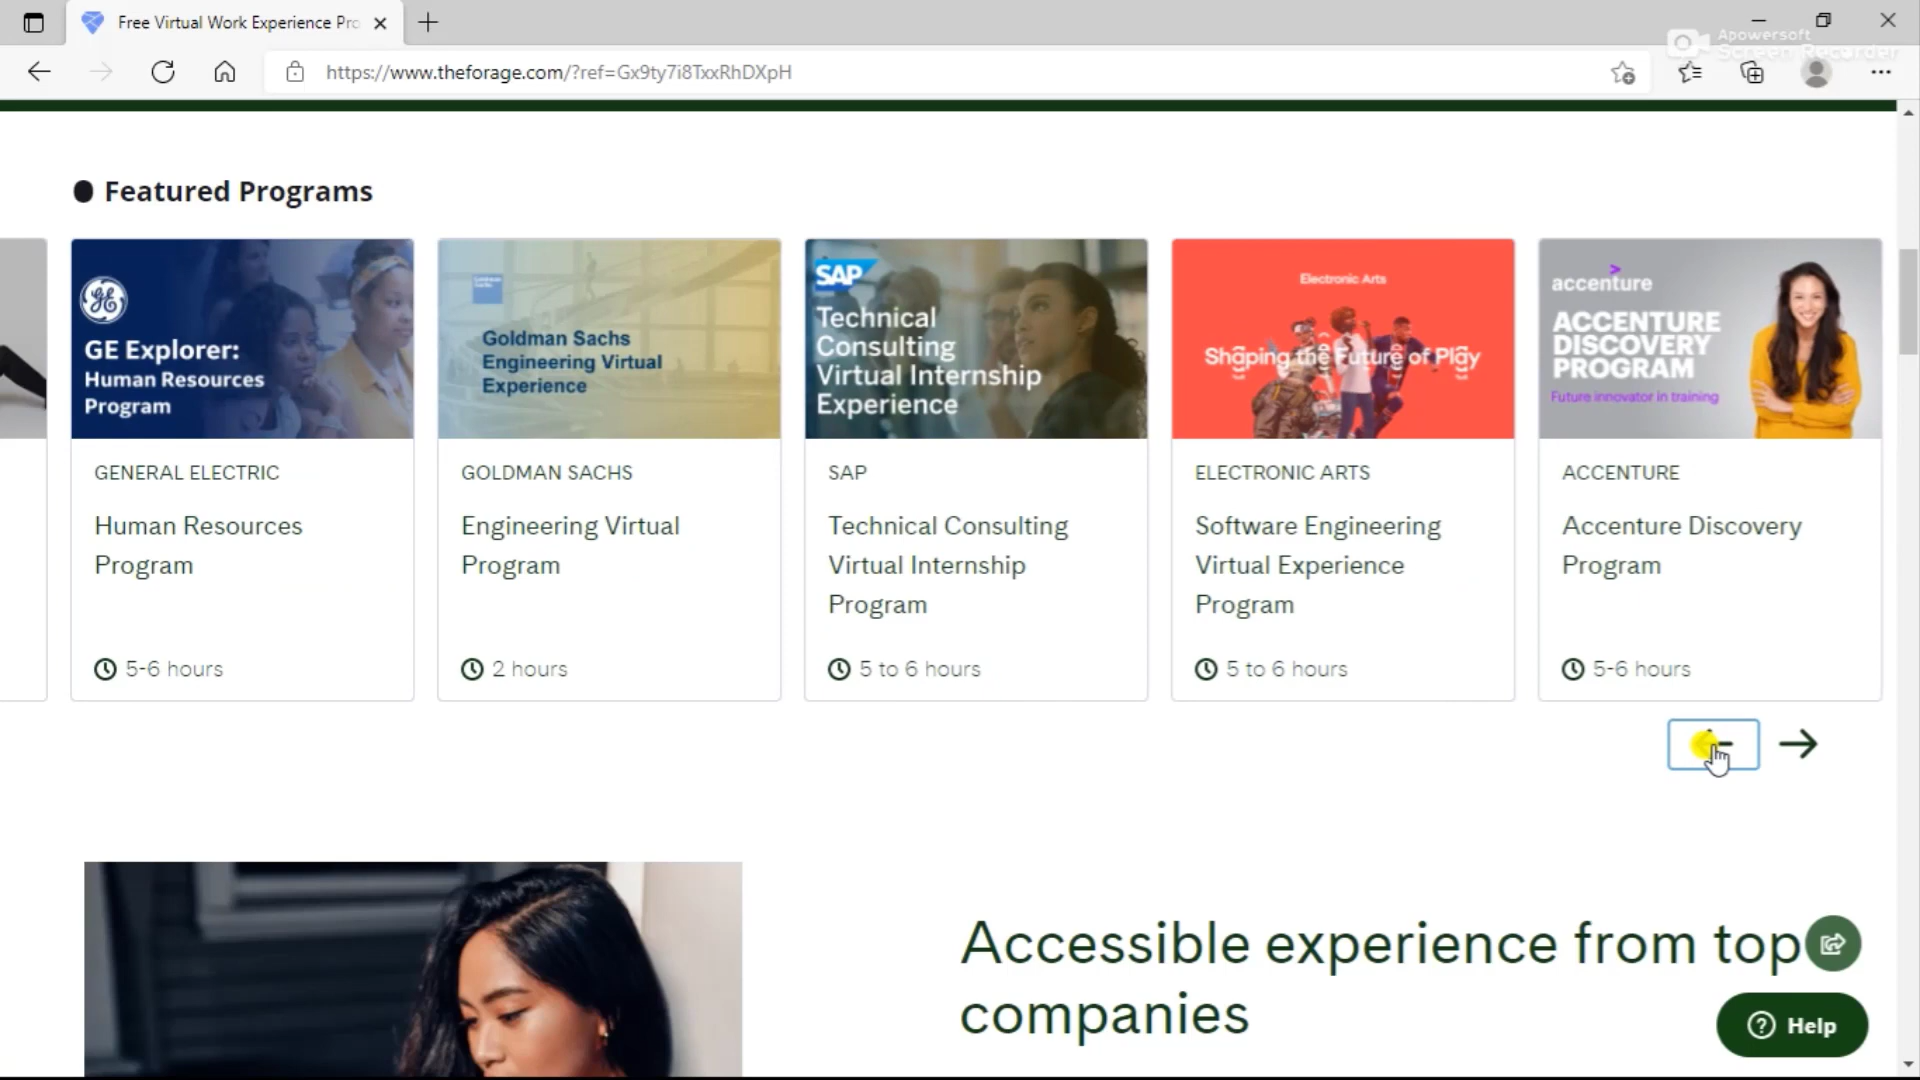 Free Virtual Work Experience Pro
Apowersoft
Screen Recorder
https://www.theforage.com/?ref=Gx9ty7i8TxxRhDXpH
Featured Programs
GE Explorer:
Human Resources
Program
GENERAL ELECTRIC
Human Resources
Program
5-6 hours
Goldman
Sachs
Goldman Sachs
Engineering Virtual
Experience
GOLDMAN SACHS
Engineering Virtual
Program
2 hours
SAP
Technical
Consulting
Virtual Internship
Experience
SAP
Technical Consulting
Virtual Internship
Program
5 to 6 hours
Electronic Arts
Shaping the Future of Play
ELECTRONIC ARTS
Software Engineering
Virtual Experience
Program
5 to 6 hours
accenture
ACCENTURE
DISCOVERY
PROGRAM
Future innovator in training
ACCENTURE
Accenture Discovery
Program
5-6 hours
Accessible experience from top
companies
Help